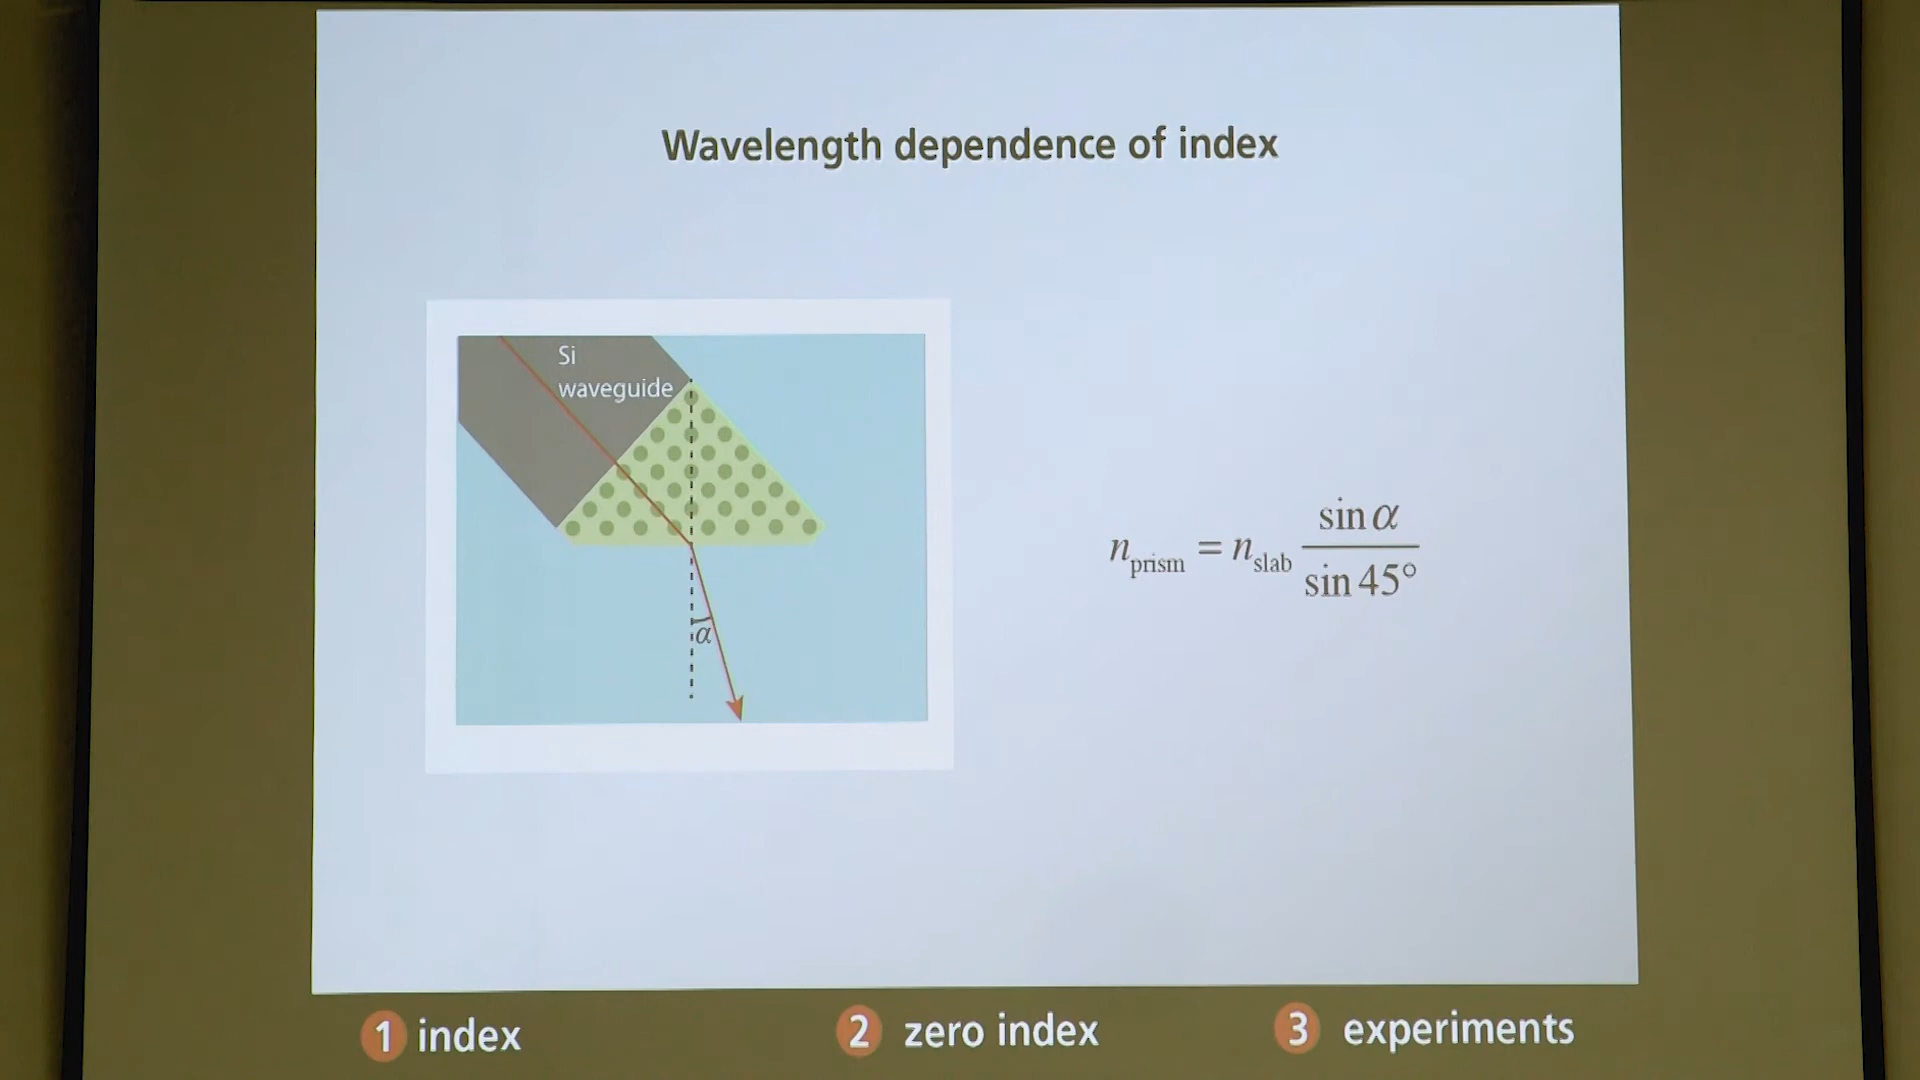 Wavelength dependence of index
Si
waveguide
α
n_prism = n_slab sin α / sin 45°
1 index
2 zero index
3 experiments